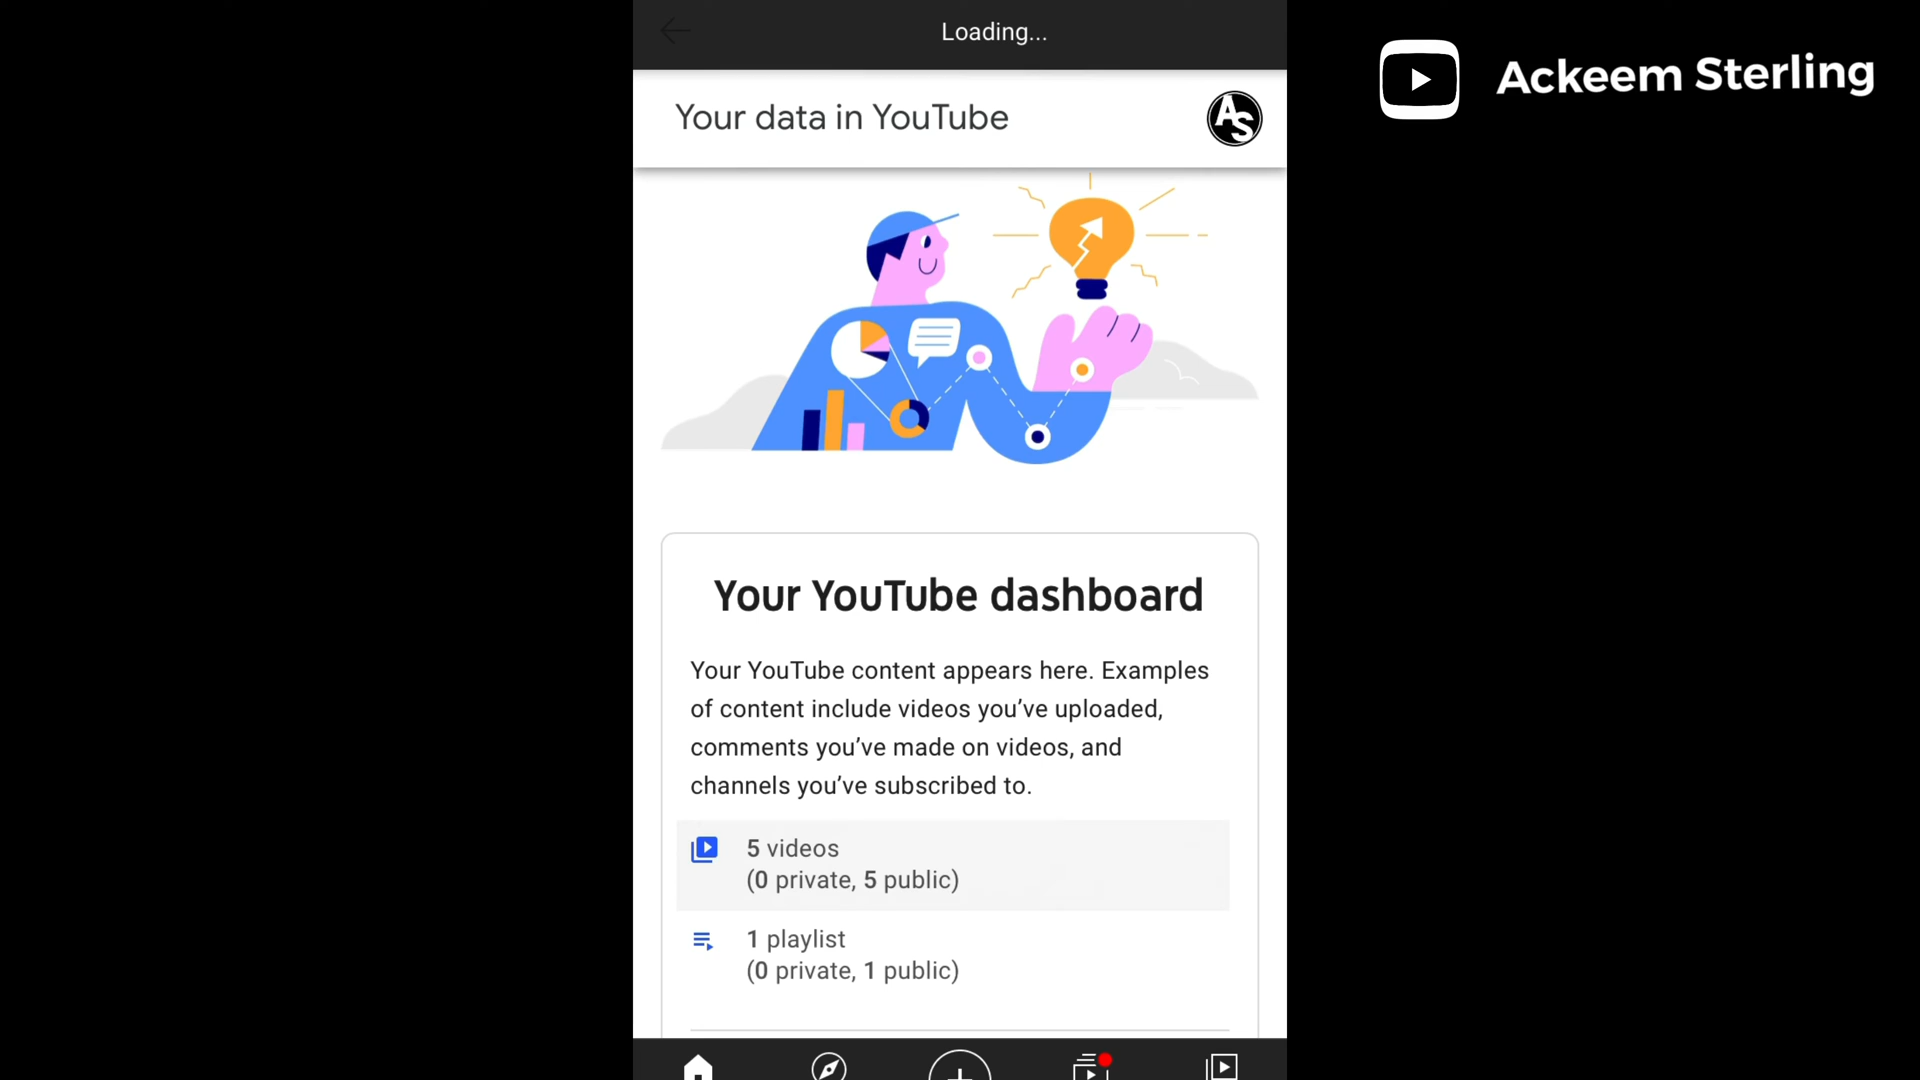 Loading...
Ackeem Sterling
Your data in YouTube
AS
Your YouTube dashboard
Your YouTube content appears here. Examples
of content include videos you’ve uploaded,
comments you’ve made on videos, and
channels you’ve subscribed to.
5 videos
(0 private, 5 public)
1 playlist
(0 private, 1 public)